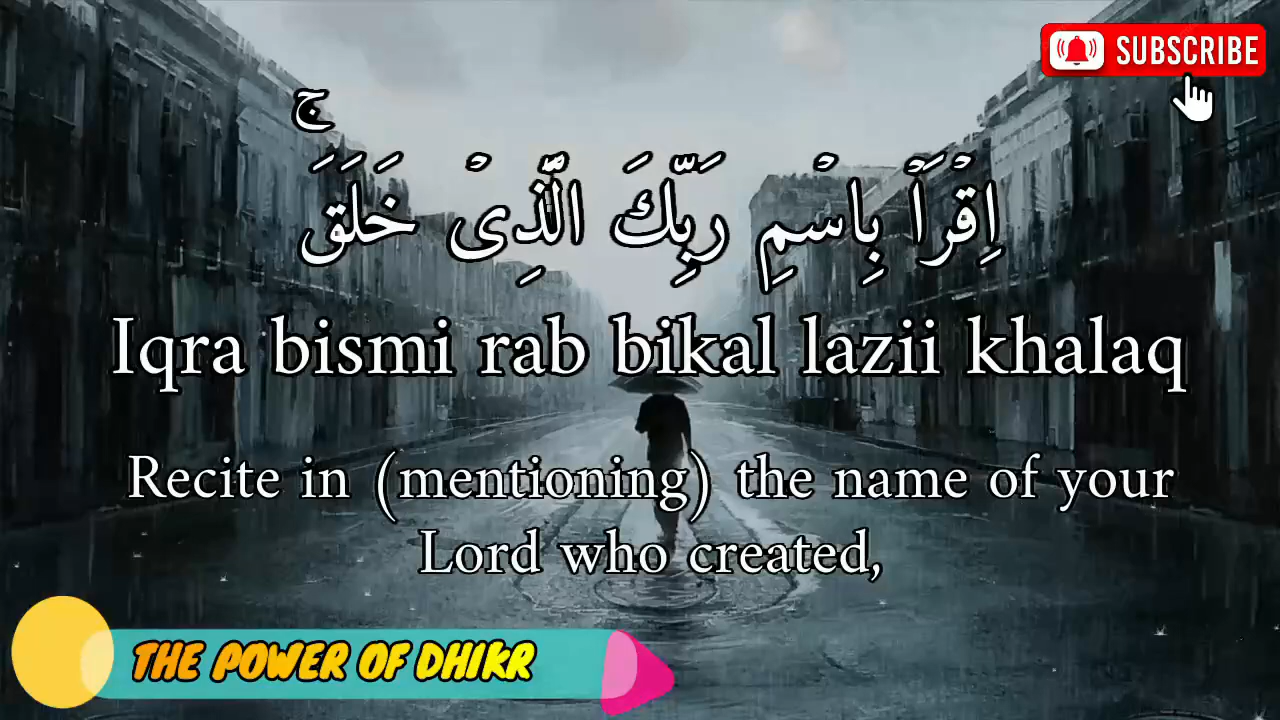 SUBSCRIBE
اِقْرَاْ بِاسْمِ رَبِّكَ الَّذِىْ خَلَقَ ۚ
Iqra bismi rab bikal lazii khalaq
Recite in (mentioning) the name of your
Lord who created,
THE POWER OF DHIKR